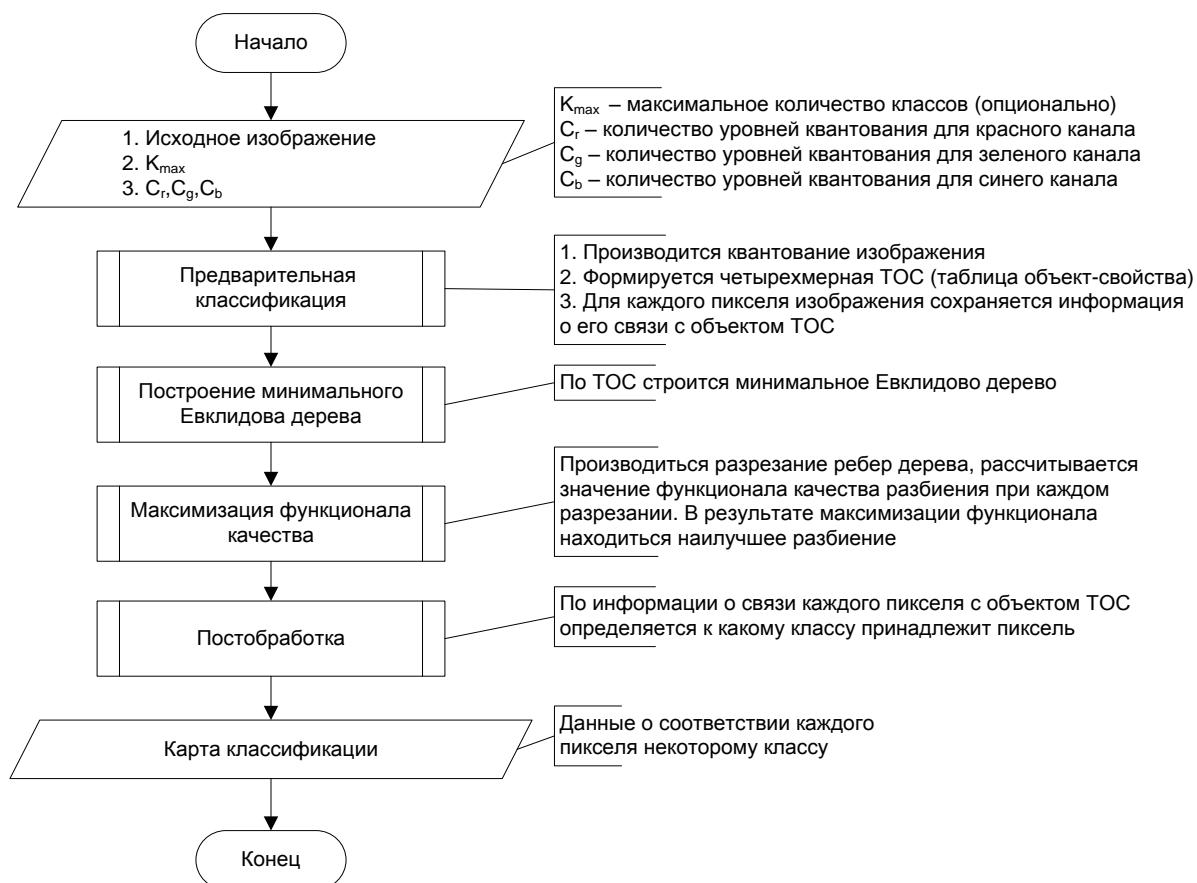 Начало
1. Исходное изображение
2. Kmax
3. Cr,Cg,Cb
Kmax – максимальное количество классов (опционально)
Cr – количество уровней квантования для красного канала
Cg – количество уровней квантования для зеленого канала
Cb – количество уровней квантования для синего канала
Предварительная
классификация
1. Производится квантование изображения
2. Формируется четырехмерная ТОС (таблица объект-свойства)
3. Для каждого пикселя изображения сохраняется информация
о его связи с объектом ТОС
Построение минимального
Евклидова дерева
По ТОС строится минимальное Евклидово дерево
Максимизация функционала
качества
Производиться разрезание ребер дерева, рассчитывается
значение функционала качества разбиения при каждом
разрезании. В результате максимизации функционала
находиться наилучшее разбиение
Постобработка
По информации о связи каждого пикселя с объектом ТОС
определяется к какому классу принадлежит пиксель
Карта классификации
Данные о соответствии каждого
пикселя некоторому классу
Конец